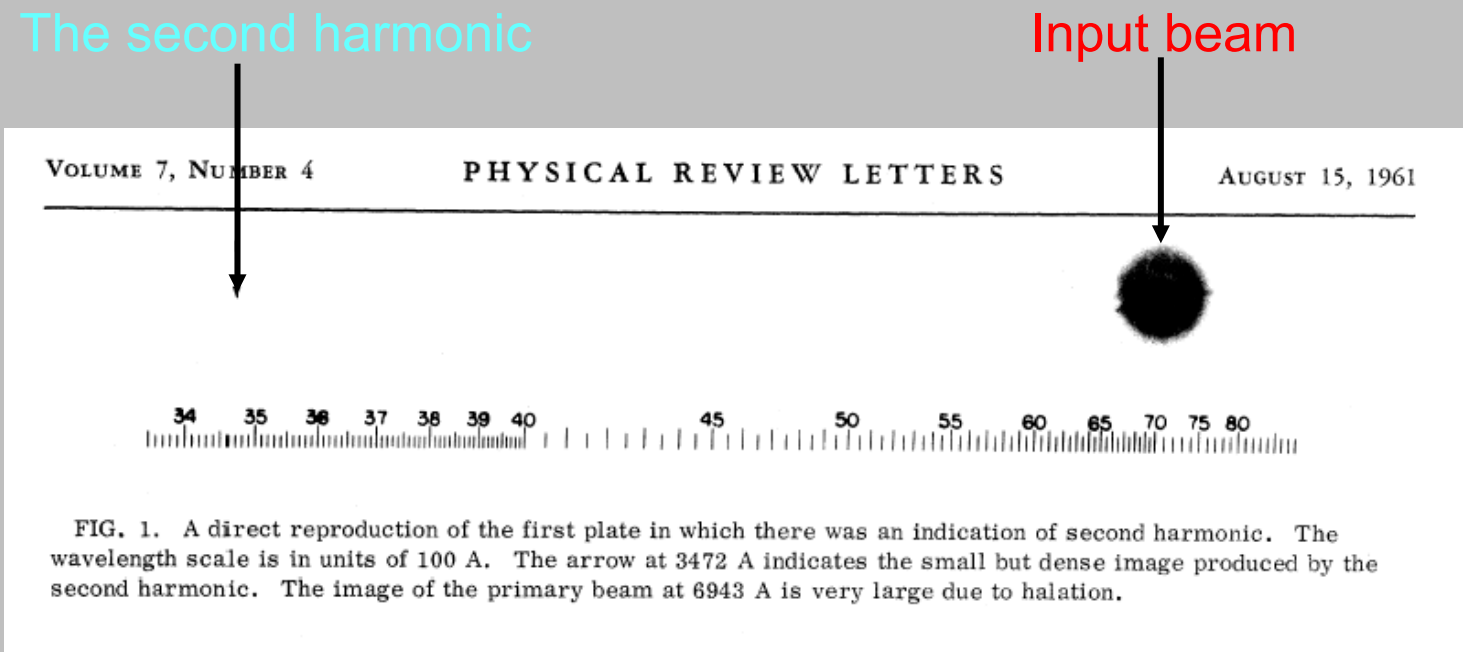 The second harmonic Input beam
VOLUME 7, NUMBER 4 PHYSICAL REVIEW LETTERS AUGUST 15, 1961
34 35 36 37 38 39 40 45 50 55 60 65 70 75 80
FIG. 1. A direct reproduction of the first plate in which there was an indication of second harmonic. The
wavelength scale is in units of 100 A. The arrow at 3472 A indicates the small but dense image produced by the
second harmonic. The image of the primary beam at 6943 A is very large due to halation.